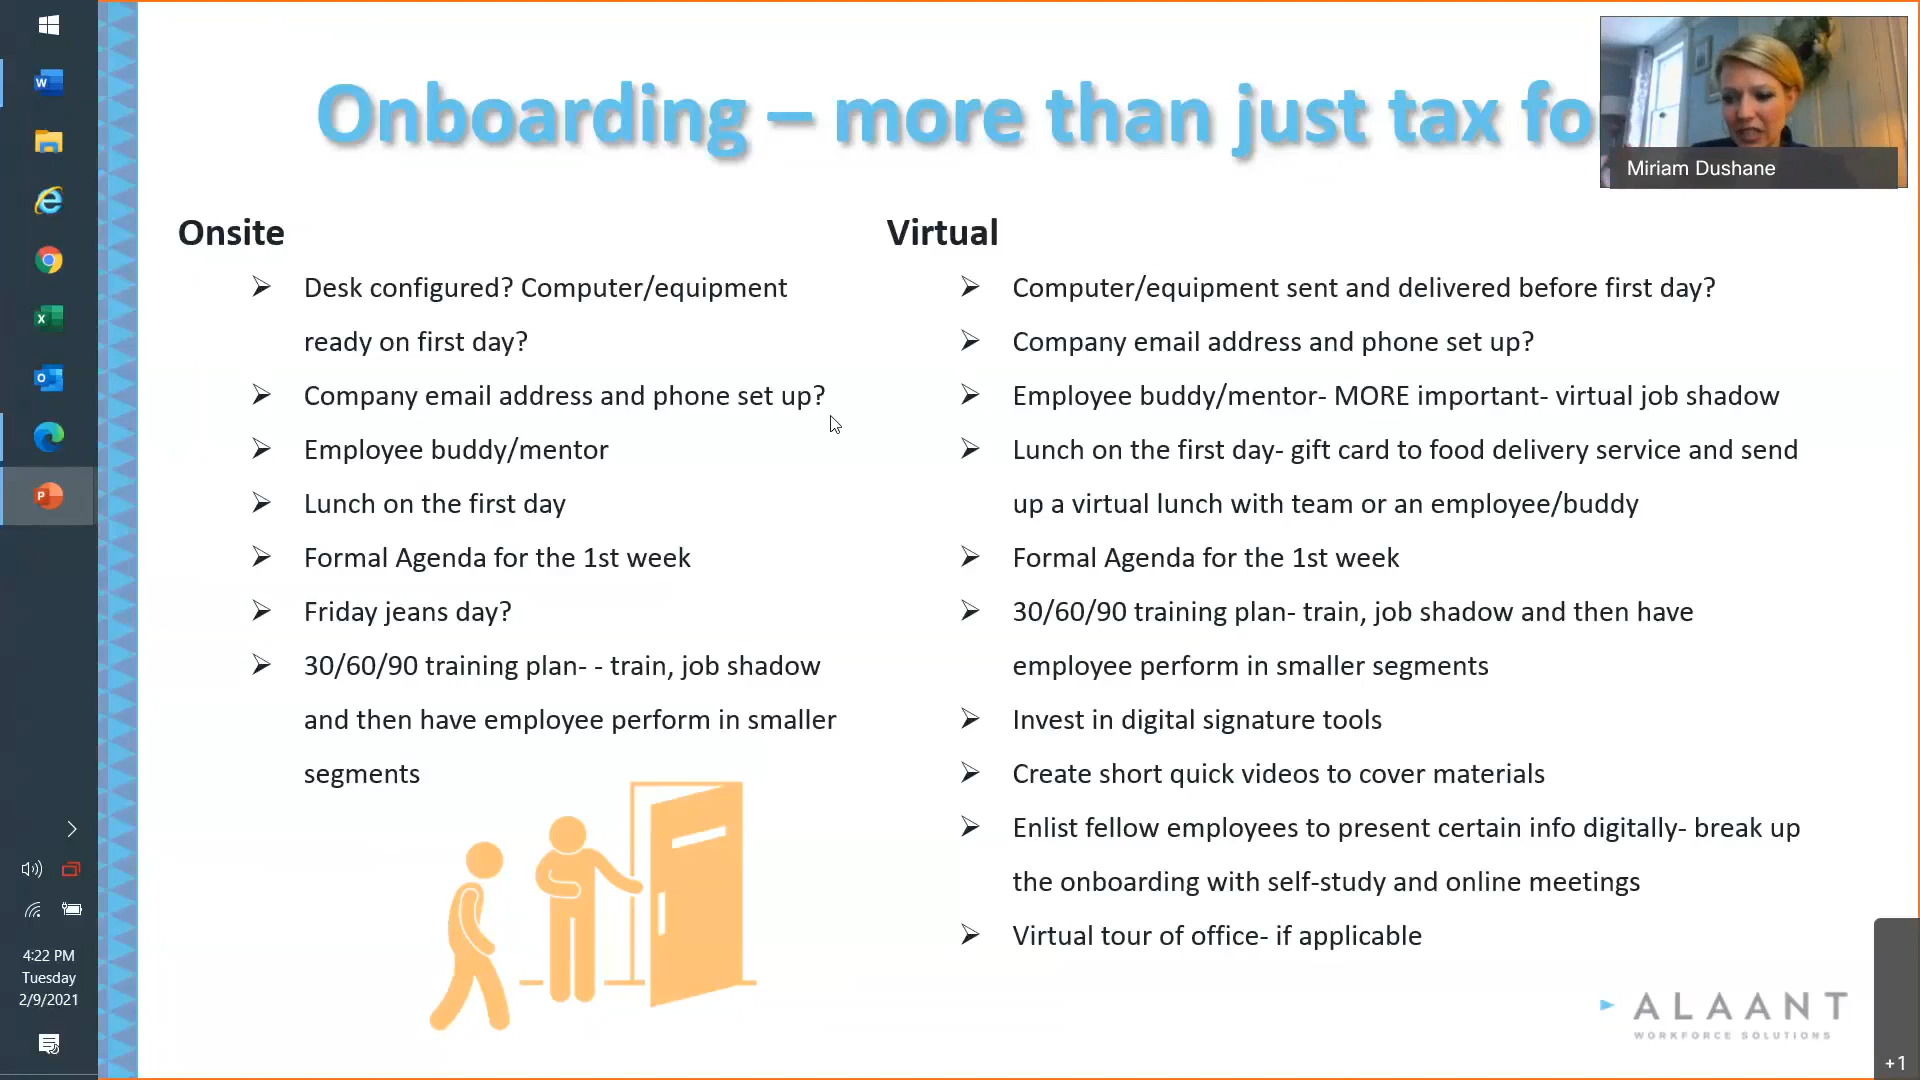 Onboarding – more than just tax fo
Miriam Dushane
Onsite
➢ Desk configured? Computer/equipment
ready on first day?
➢ Company email address and phone set up?
➢ Employee buddy/mentor
➢ Lunch on the first day
➢ Formal Agenda for the 1st week
➢ Friday jeans day?
➢ 30/60/90 training plan- - train, job shadow
and then have employee perform in smaller
segments
Virtual
➢ Computer/equipment sent and delivered before first day?
➢ Company email address and phone set up?
➢ Employee buddy/mentor- MORE important- virtual job shadow
➢ Lunch on the first day- gift card to food delivery service and send
up a virtual lunch with team or an employee/buddy
➢ Formal Agenda for the 1st week
➢ 30/60/90 training plan- train, job shadow and then have
employee perform in smaller segments
➢ Invest in digital signature tools
➢ Create short quick videos to cover materials
➢ Enlist fellow employees to present certain info digitally- break up
the onboarding with self-study and online meetings
➢ Virtual tour of office- if applicable
ALAANT
WORKFORCE SOLUTIONS
4:22 PM
Tuesday
2/9/2021
+1